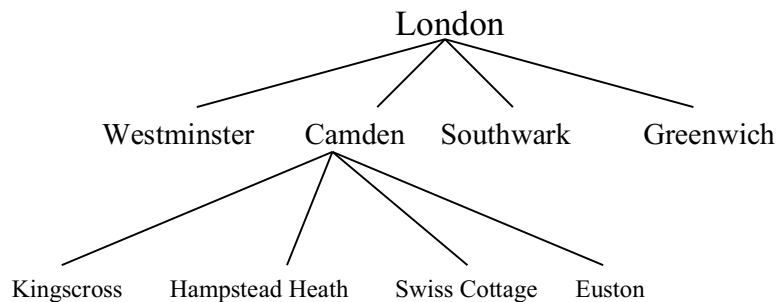 London
Westminster Camden Southwark Greenwich
Kingscross Hampstead Heath Swiss Cottage Euston